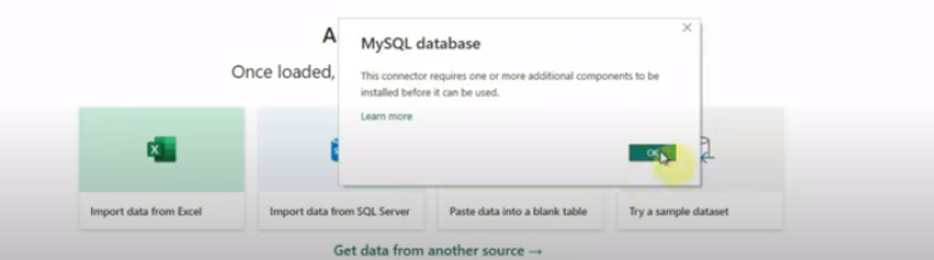 A
MySQL database
Once loaded,
This connector requires one or more additional components to be
installed before it can be used.
Learn more
OK
Import data from Excel
Import data from SQL Server
Paste data into a blank table
Try a sample dataset
Get data from another source →